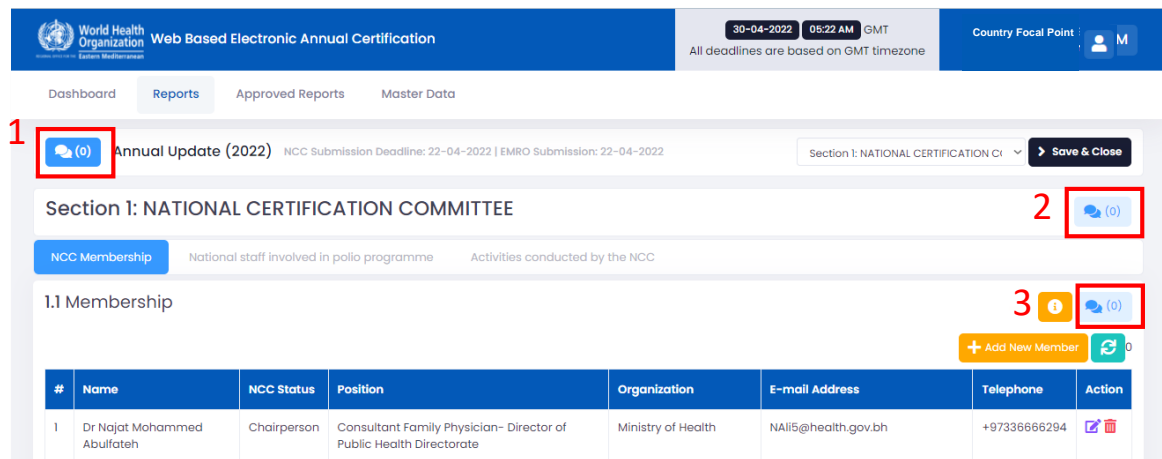 World Health
Organization
Eastern Mediterranean
Web Based Electronic Annual Certification
30-04-2022 05:22 AM GMT
All deadlines are based on GMT timezone
Country Focal Point
M
Dashboard Reports Approved Reports Master Data
1
(0) Annual Update (2022) NCC Submission Deadline: 22-04-2022 | EMRO Submission: 22-04-2022
Section 1: NATIONAL CERTIFICATION C
Save & Close
Section 1: NATIONAL CERTIFICATION COMMITTEE
2 (0)
NCC Membership National staff involved in polio programme Activities conducted by the NCC
1.1 Membership
3 (0)
+ Add New Member 0
# Name NCC Status Position Organization E-mail Address Telephone Action
1 Dr Najat Mohammed Chairperson Consultant Family Physician- Director of Ministry of Health NAli5@health.gov.bh +97336666294
Abulfateh Public Health Directorate